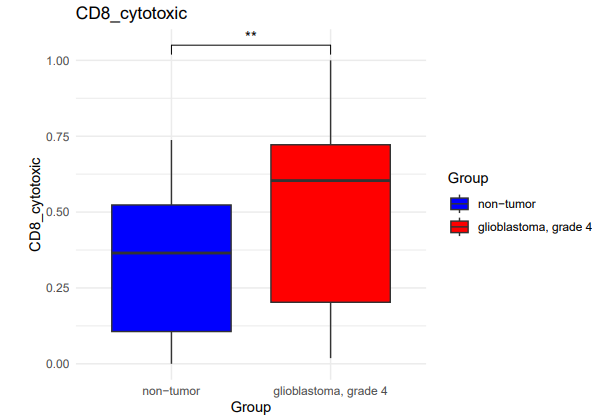 CD8_cytotoxic
**
1.00
0.75
0.50
0.25
0.00
CD8_cytotoxic
non−tumor
glioblastoma, grade 4
Group
Group
non−tumor
glioblastoma, grade 4